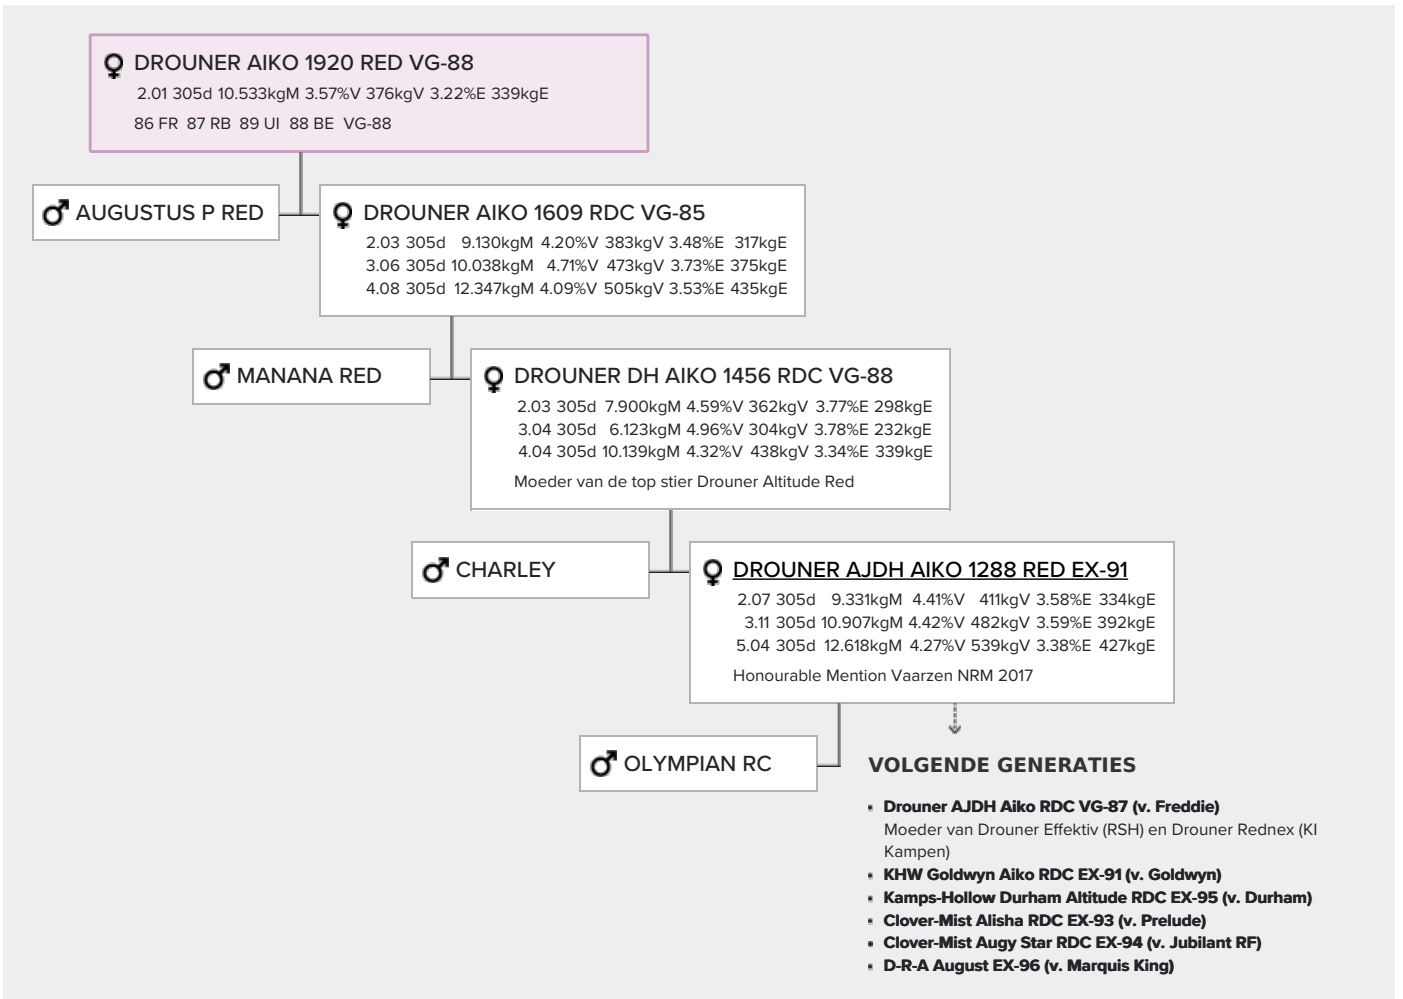 DROUNER AIKO 1920 RED VG-88
2.01 305d 10.533kgM 3.57%V 376kgV 3.22%E 339kgE
86 FR 87 RB 89 UI 88 BE VG-88
AUGUSTUS P RED
DROUNER AIKO 1609 RDC VG-85
2.03 305d 9.130kgM 4.20%V 383kgV 3.48%E 317kgE
3.06 305d 10.038kgM 4.71%V 473kgV 3.73%E 375kgE
4.08 305d 12.347kgM 4.09%V 505kgV 3.53%E 435kgE
MANANA RED
DROUNER DH AIKO 1456 RDC VG-88
2.03 305d 7.900kgM 4.59%V 362kgV 3.77%E 298kgE
3.04 305d 6.123kgM 4.96%V 304kgV 3.78%E 232kgE
4.04 305d 10.139kgM 4.32%V 438kgV 3.34%E 339kgE
Moeder van de top stier Drouner Altitude Red
CHARLEY
DROUNER AJDH AIKO 1288 RED EX-91
2.07 305d 9.331kgM 4.41%V 411kgV 3.58%E 334kgE
3.11 305d 10.907kgM 4.42%V 482kgV 3.59%E 392kgE
5.04 305d 12.618kgM 4.27%V 539kgV 3.38%E 427kgE
Honourable Mention Vaarzen NRM 2017
OLYMPIAN RC
VOLGENDE GENERATIES
Drouner AJDH Aiko RDC VG-87 (v. Freddie)
Moeder van Drouner Effektiv (RSH) en Drouner Rednex (KI
Kampen)
KHW Goldwyn Aiko RDC EX-91 (v. Goldwyn)
Kamps-Hollow Durham Altitude RDC EX-95 (v. Durham)
Clover-Mist Alisha RDC EX-93 (v. Prelude)
Clover-Mist Augy Star RDC EX-94 (v. Jubilant RF)
D-R-A August EX-96 (v. Marquis King)